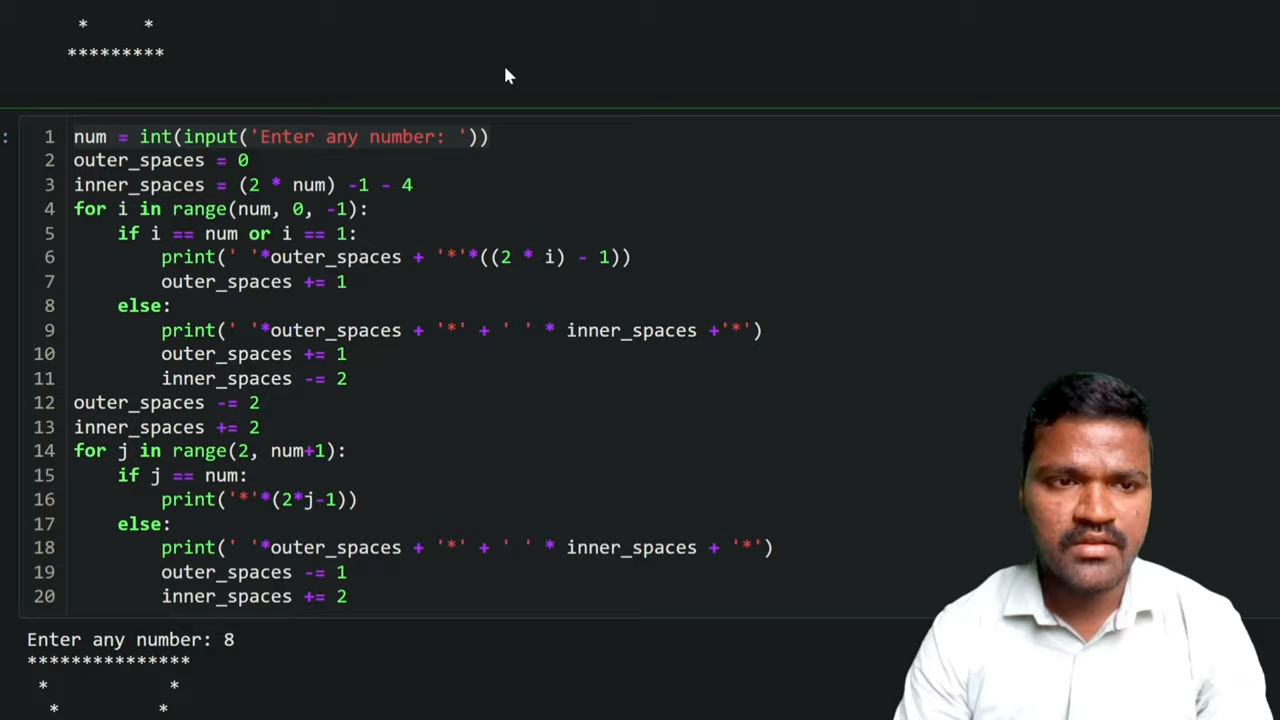 *      *
*********
:
1 num = int(input('Enter any number: '))
2 outer_spaces = 0
3 inner_spaces = (2 * num) -1 - 4
4 for i in range(num, 0, -1):
5     if i == num or i == 1:
6         print(' '*outer_spaces + '*'*((2 * i) - 1))
7         outer_spaces += 1
8     else:
9         print(' '*outer_spaces + '*' + ' ' * inner_spaces +'*')
10         outer_spaces += 1
11         inner_spaces -= 2
12 outer_spaces -= 2
13 inner_spaces += 2
14 for j in range(2, num+1):
15     if j == num:
16         print('*'*(2*j-1))
17     else:
18         print(' '*outer_spaces + '*' + ' ' * inner_spaces + '*')
19         outer_spaces -= 1
20         inner_spaces += 2
Enter any number: 8
***************
 *           *
  *         *